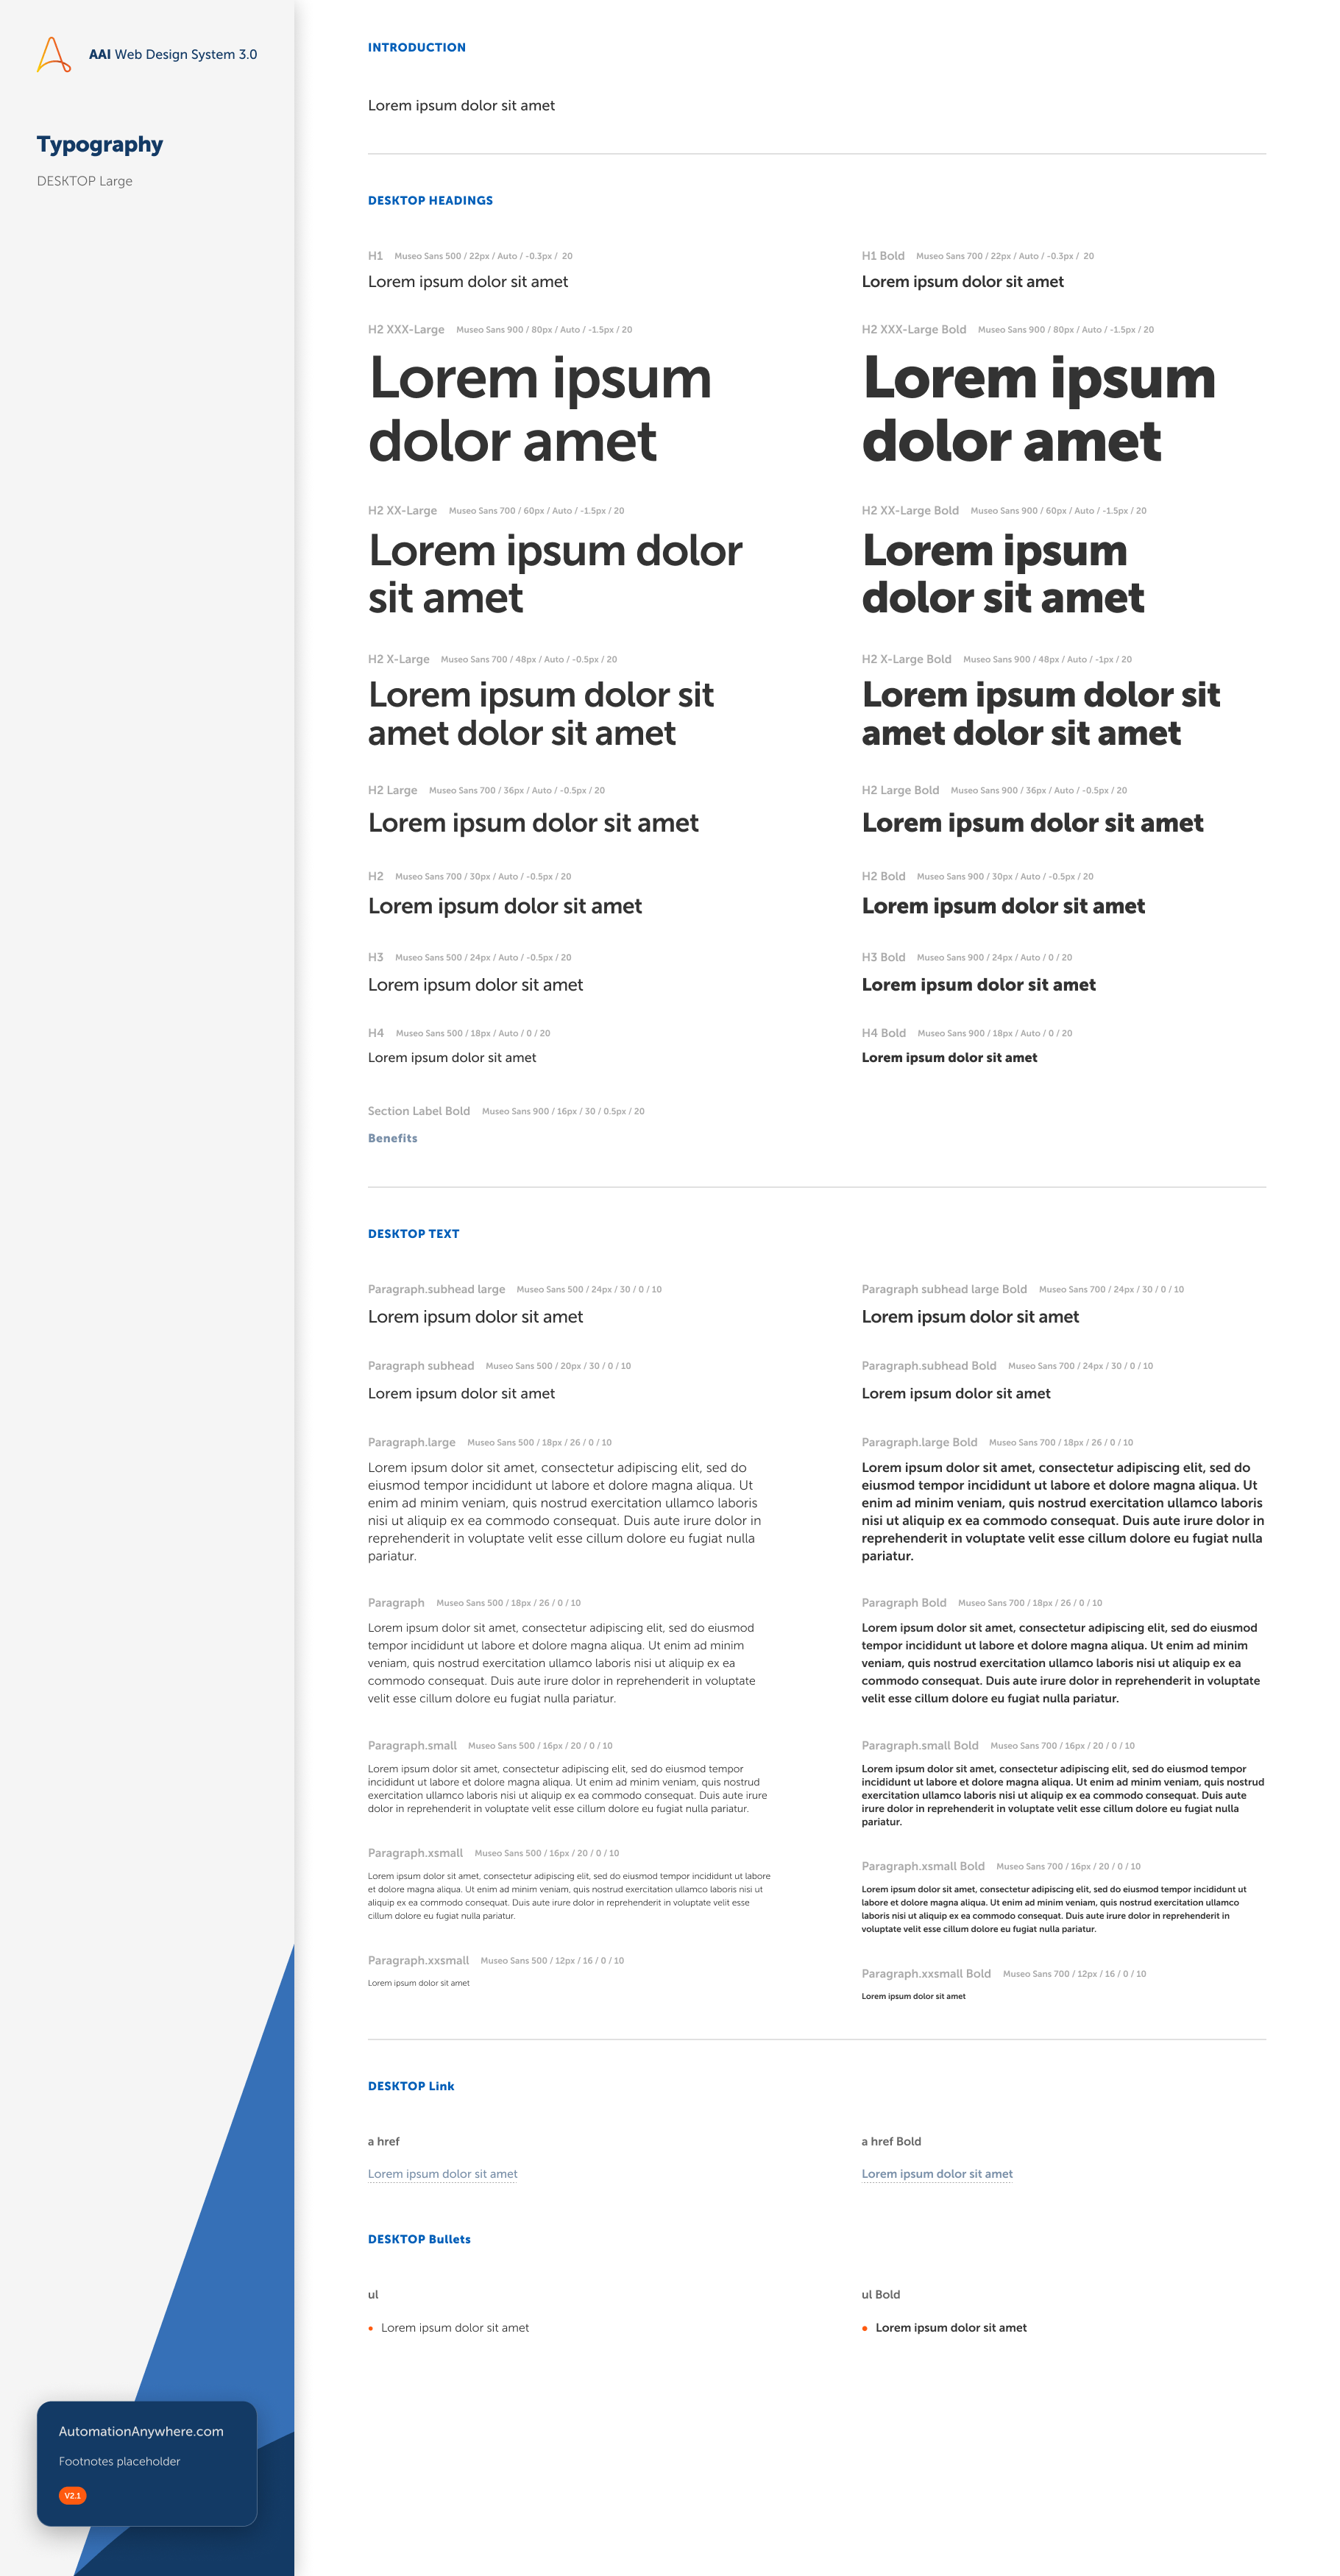 AAI Web Design System 3.0
Typography
DESKTOP Large
INTRODUCTION
Lorem ipsum dolor sit amet
DESKTOP HEADINGS
H1 Museo Sans 500 / 22px / Auto / -0.3px / 20
Lorem ipsum dolor sit amet
H1 Bold Museo Sans 700 / 22px / Auto / -0.3px / 20
Lorem ipsum dolor sit amet
H2 XXX-Large Museo Sans 900 / 80px / Auto / -1.5px / 20
Lorem ipsum
dolor amet
H2 XXX-Large Bold Museo Sans 900 / 80px / Auto / -1.5px / 20
Lorem ipsum
dolor amet
H2 XX-Large Museo Sans 700 / 60px / Auto / -1.5px / 20
Lorem ipsum dolor
sit amet
H2 XX-Large Bold Museo Sans 900 / 60px / Auto / -1.5px / 20
Lorem ipsum
dolor sit amet
H2 X-Large Museo Sans 700 / 48px / Auto / -0.5px / 20
Lorem ipsum dolor sit
amet dolor sit amet
H2 X-Large Bold Museo Sans 900 / 48px / Auto / -1px / 20
Lorem ipsum dolor sit
amet dolor sit amet
H2 Large Museo Sans 700 / 36px / Auto / -0.5px / 20
Lorem ipsum dolor sit amet
H2 Large Bold Museo Sans 900 / 36px / Auto / -0.5px / 20
Lorem ipsum dolor sit amet
H2 Museo Sans 700 / 30px / Auto / -0.5px / 20
Lorem ipsum dolor sit amet
H2 Bold Museo Sans 900 / 30px / Auto / -0.5px / 20
Lorem ipsum dolor sit amet
H3 Museo Sans 500 / 24px / Auto / -0.5px / 20
Lorem ipsum dolor sit amet
H3 Bold Museo Sans 900 / 24px / Auto / 0 / 20
Lorem ipsum dolor sit amet
H4 Museo Sans 500 / 18px / Auto / 0 / 20
Lorem ipsum dolor sit amet
H4 Bold Museo Sans 900 / 18px / Auto / 0 / 20
Lorem ipsum dolor sit amet
Section Label Bold Museo Sans 900 / 16px / 30 / 0.5px / 20
Benefits
DESKTOP TEXT
Paragraph.subhead large Museo Sans 500 / 24px / 30 / 0 / 10
Lorem ipsum dolor sit amet
Paragraph subhead large Bold Museo Sans 700 / 24px / 30 / 0 / 10
Lorem ipsum dolor sit amet
Paragraph subhead Museo Sans 500 / 20px / 30 / 0 / 10
Lorem ipsum dolor sit amet
Paragraph.subhead Bold Museo Sans 700 / 24px / 30 / 0 / 10
Lorem ipsum dolor sit amet
Paragraph.large Museo Sans 500 / 18px / 26 / 0 / 10
Lorem ipsum dolor sit amet, consectetur adipiscing elit, sed do
eiusmod tempor incididunt ut labore et dolore magna aliqua. Ut
enim ad minim veniam, quis nostrud exercitation ullamco laboris
nisi ut aliquip ex ea commodo consequat. Duis aute irure dolor in
reprehenderit in voluptate velit esse cillum dolore eu fugiat nulla
pariatur.
Paragraph.large Bold Museo Sans 700 / 18px / 26 / 0 / 10
Lorem ipsum dolor sit amet, consectetur adipiscing elit, sed do
eiusmod tempor incididunt ut labore et dolore magna aliqua. Ut
enim ad minim veniam, quis nostrud exercitation ullamco laboris
nisi ut aliquip ex ea commodo consequat. Duis aute irure dolor in
reprehenderit in voluptate velit esse cillum dolore eu fugiat nulla
pariatur.
Paragraph Museo Sans 500 / 18px / 26 / 0 / 10
Lorem ipsum dolor sit amet, consectetur adipiscing elit, sed do eiusmod
tempor incididunt ut labore et dolore magna aliqua. Ut enim ad minim
veniam, quis nostrud exercitation ullamco laboris nisi ut aliquip ex ea
commodo consequat. Duis aute irure dolor in reprehenderit in voluptate
velit esse cillum dolore eu fugiat nulla pariatur.
Paragraph Bold Museo Sans 700 / 18px / 26 / 0 / 10
Lorem ipsum dolor sit amet, consectetur adipiscing elit, sed do eiusmod
tempor incididunt ut labore et dolore magna aliqua. Ut enim ad minim
veniam, quis nostrud exercitation ullamco laboris nisi ut aliquip ex ea
commodo consequat. Duis aute irure dolor in reprehenderit in voluptate
velit esse cillum dolore eu fugiat nulla pariatur.
Paragraph.small Museo Sans 500 / 16px / 20 / 0 / 10
Lorem ipsum dolor sit amet, consectetur adipiscing elit, sed do eiusmod tempor
incididunt ut labore et dolore magna aliqua. Ut enim ad minim veniam, quis nostrud
exercitation ullamco laboris nisi ut aliquip ex ea commodo consequat. Duis aute irure
dolor in reprehenderit in voluptate velit esse cillum dolore eu fugiat nulla pariatur.
Paragraph.small Bold Museo Sans 700 / 16px / 20 / 0 / 10
Lorem ipsum dolor sit amet, consectetur adipiscing elit, sed do eiusmod tempor
incididunt ut labore et dolore magna aliqua. Ut enim ad minim veniam, quis nostrud
exercitation ullamco laboris nisi ut aliquip ex ea commodo consequat. Duis aute
irure dolor in reprehenderit in voluptate velit esse cillum dolore eu fugiat nulla
pariatur.
Paragraph.xsmall Museo Sans 500 / 16px / 20 / 0 / 10
Lorem ipsum dolor sit amet, consectetur adipiscing elit, sed do eiusmod tempor incididunt ut labore
et dolore magna aliqua. Ut enim ad minim veniam, quis nostrud exercitation ullamco laboris nisi ut
aliquip ex ea commodo consequat. Duis aute irure dolor in reprehenderit in voluptate velit esse
cillum dolore eu fugiat nulla pariatur.
Paragraph.xsmall Bold Museo Sans 700 / 16px / 20 / 0 / 10
Lorem ipsum dolor sit amet, consectetur adipiscing elit, sed do eiusmod tempor incididunt ut
labore et dolore magna aliqua. Ut enim ad minim veniam, quis nostrud exercitation ullamco
laboris nisi ut aliquip ex ea commodo consequat. Duis aute irure dolor in reprehenderit in
voluptate velit esse cillum dolore eu fugiat nulla pariatur.
Paragraph.xxsmall Museo Sans 500 / 12px / 16 / 0 / 10
Lorem ipsum dolor sit amet
Paragraph.xxsmall Bold Museo Sans 700 / 12px / 16 / 0 / 10
Lorem ipsum dolor sit amet
DESKTOP Link
a href
Lorem ipsum dolor sit amet
a href Bold
Lorem ipsum dolor sit amet
DESKTOP Bullets
ul
• Lorem ipsum dolor sit amet
ul Bold
• Lorem ipsum dolor sit amet
AutomationAnywhere.com
Footnotes placeholder
V2.1